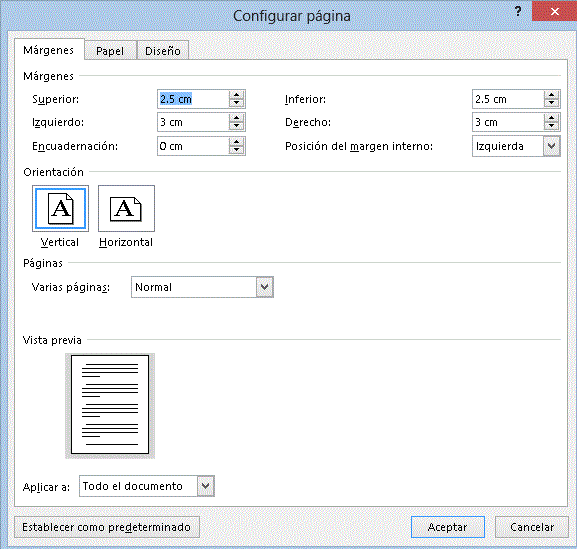 Configurar página
?
Márgenes Papel Diseño
Márgenes
Superior: 2.5 cm Inferior: 2.5 cm
Izquierdo: 3 cm Derecho: 3 cm
Encuadernación: 0 cm Posición del margen interno: Izquierda
Orientación
A A
Vertical Horizontal
Páginas
Varias páginas: Normal
Vista previa
Aplicar a: Todo el documento
Establecer como predeterminado Aceptar Cancelar